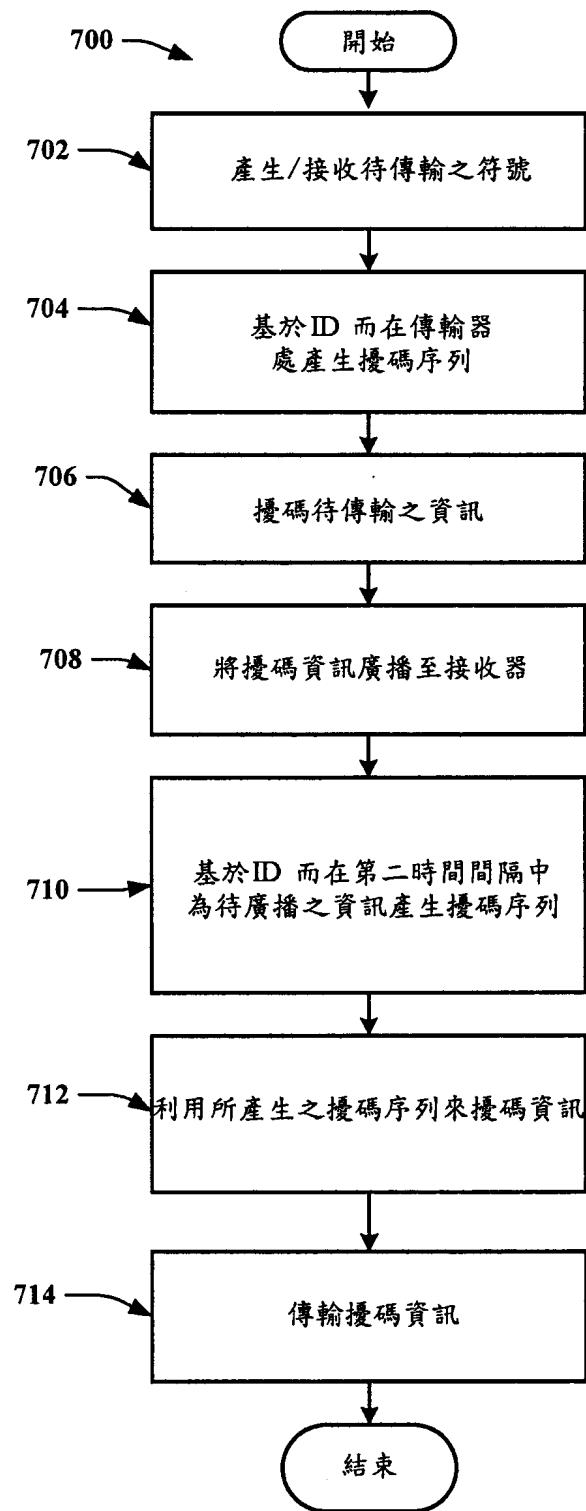 700
開始
702
產生/接收待傳輸之符號
704
基於ID 而在傳輸器
處產生擾碼序列
706
擾碼待傳輸之資訊
708
將擾碼資訊廣播至接收器
710
基於ID 而在第二時間間隔中
為待廣播之資訊產生擾碼序列
712
利用所產生之擾碼序列來擾碼資訊
714
傳輸擾碼資訊
結束